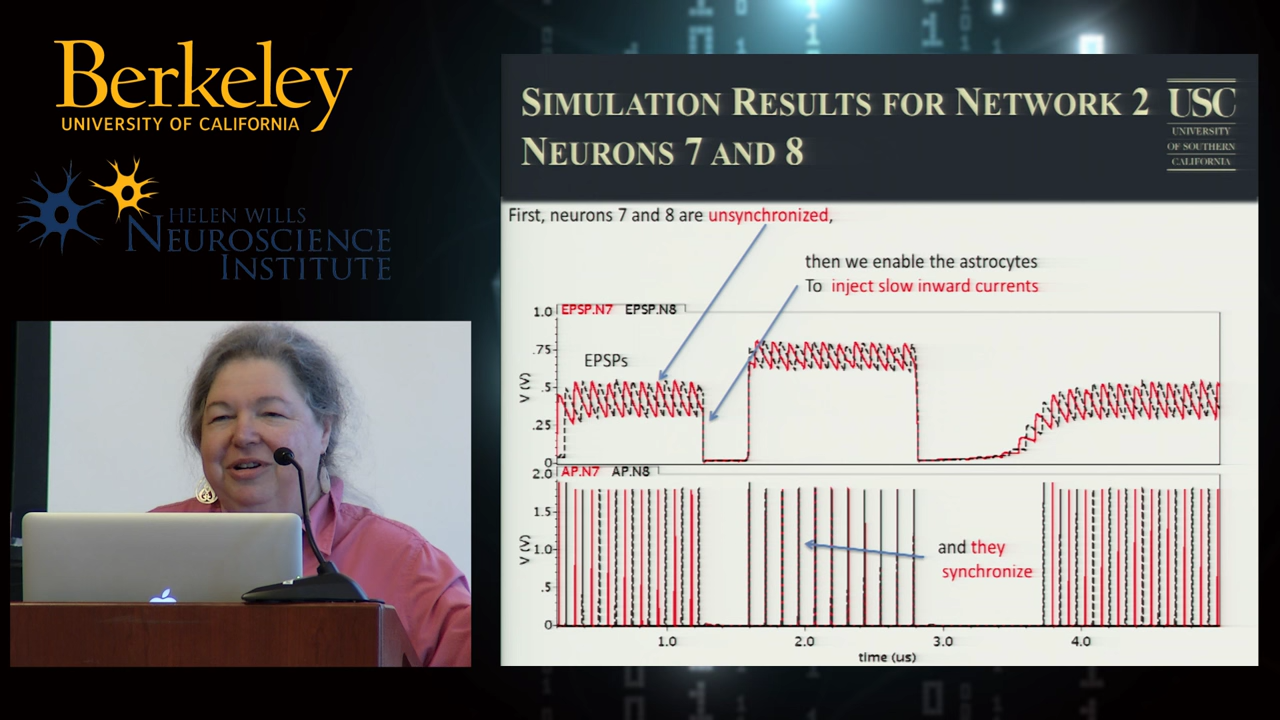 Berkeley
UNIVERSITY OF CALIFORNIA
HELEN WILLS
NEUROSCIENCE
INSTITUTE
SIMULATION RESULTS FOR NETWORK 2
NEURONS 7 AND 8
USC
UNIVERSITY
OF SOUTHERN
CALIFORNIA
First, neurons 7 and 8 are unsynchronized,
then we enable the astrocytes
To inject slow inward currents
EPSP.N7 EPSP.N8
EPSPs
1.0
.75
.5
.25
0
V (V)
AP.N7 AP.N8
2.0
1.5
1.0
.5
0
V (V)
and they
synchronize
1.0 2.0 3.0 4.0
time (us)